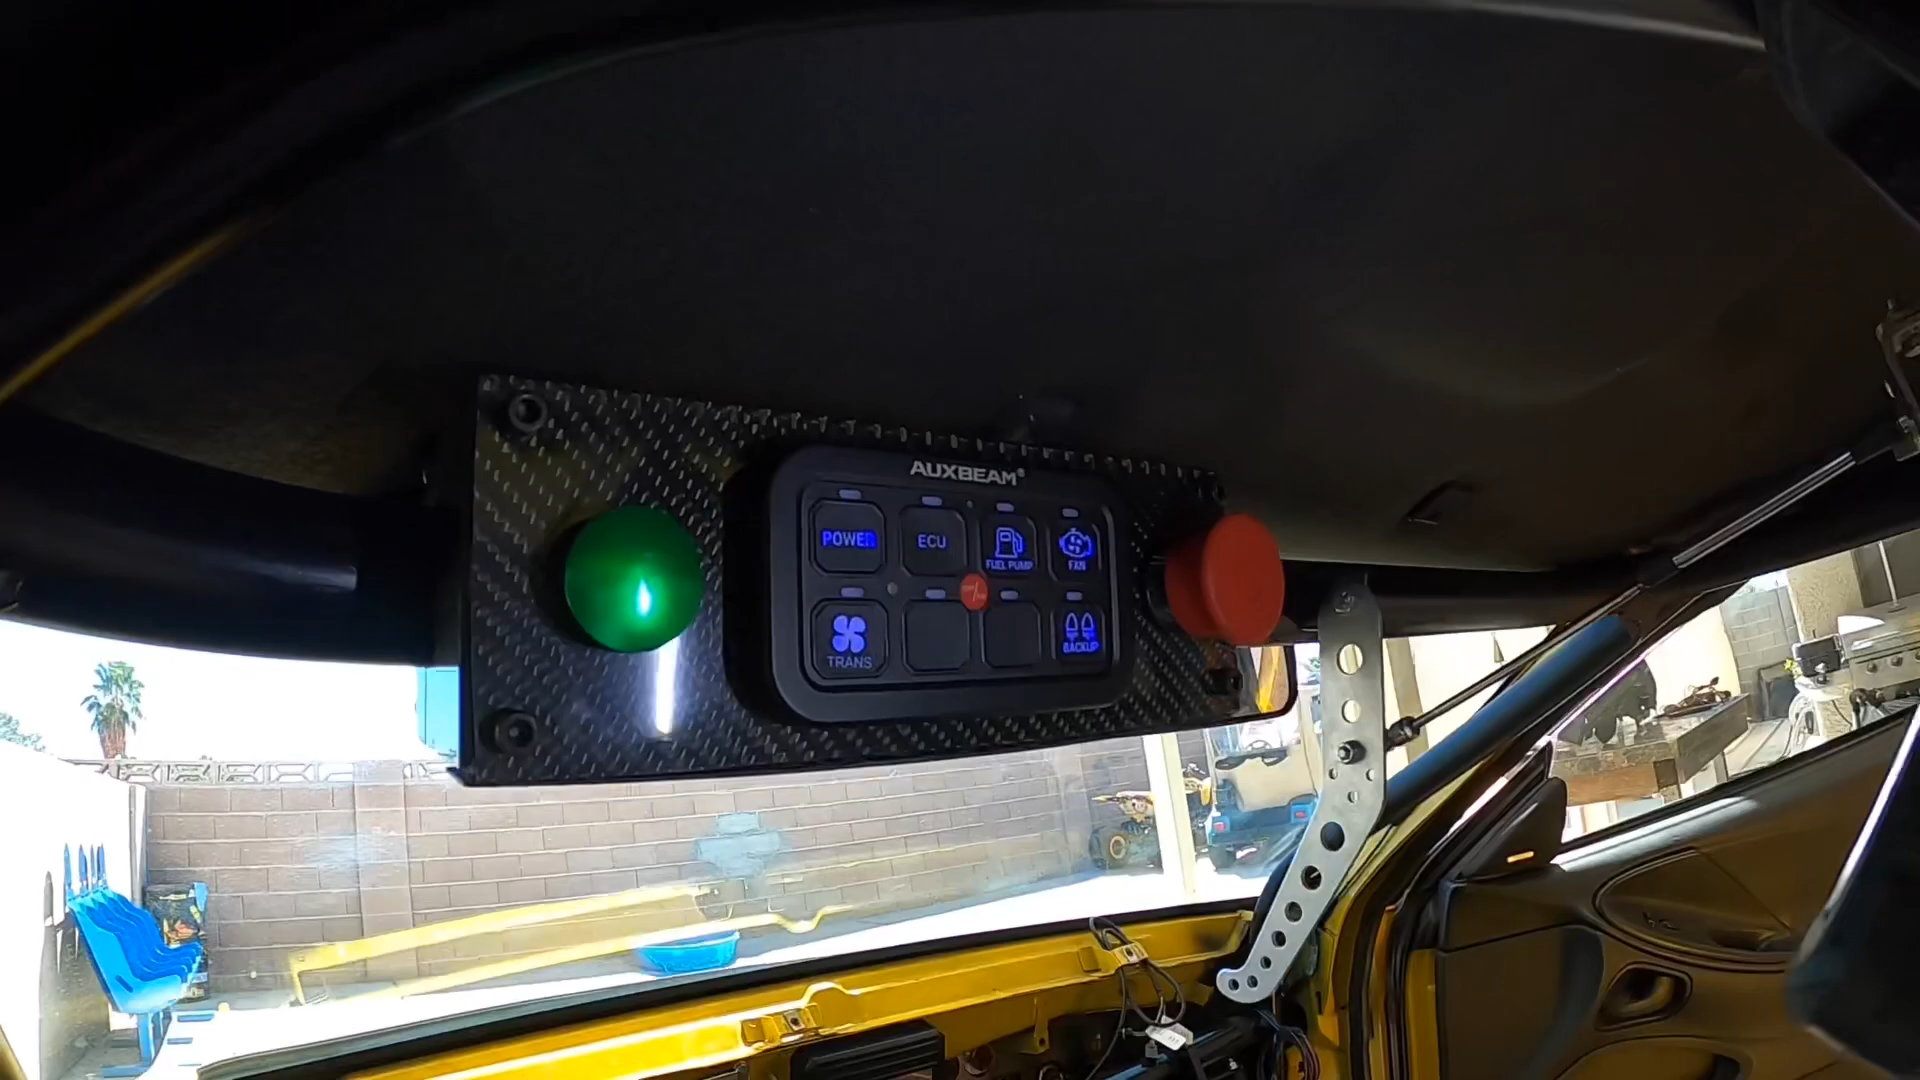 AUXBEAM®
POWER
ECU
FUEL PUMP
FAN
TRANS
BACKUP